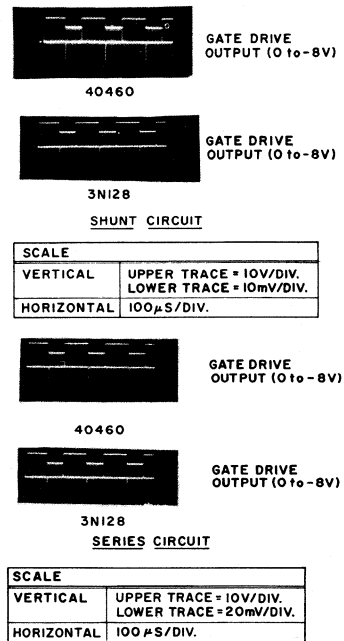 GATE DRIVE
OUTPUT (0 to -8V)
40460
GATE DRIVE
OUTPUT (0 to -8V)
3N128
SHUNT CIRCUIT
SCALE
VERTICAL UPPER TRACE = 10V/DIV.
LOWER TRACE = 10mV/DIV.
HORIZONTAL 100µS/DIV.
GATE DRIVE
OUTPUT (0 to -8V)
40460
GATE DRIVE
OUTPUT (0 to -8V)
3N128
SERIES CIRCUIT
SCALE
VERTICAL UPPER TRACE = 10V/DIV.
LOWER TRACE = 20mV/DIV.
HORIZONTAL 100µS/DIV.